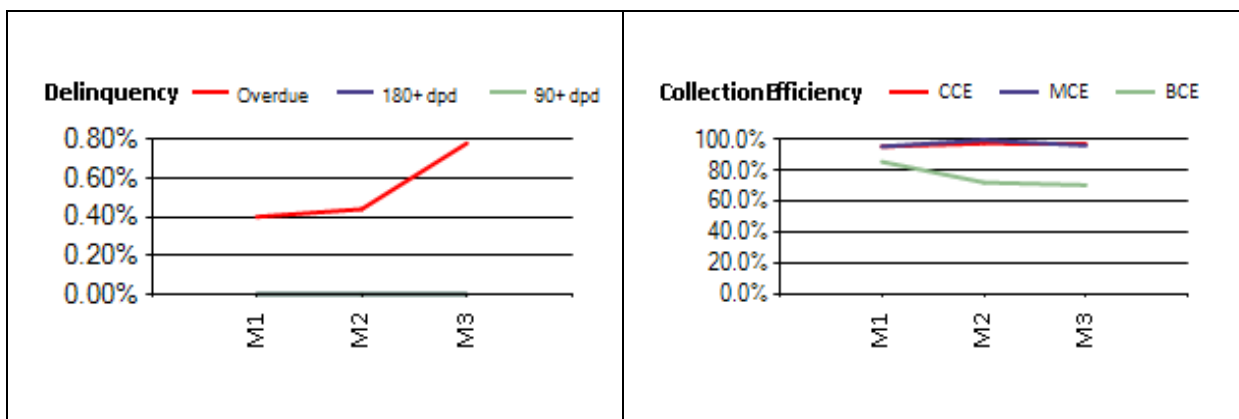 Delinquency Overdue 180+ dpd 90+ dpd
0.80%
0.60%
0.40%
0.20%
0.00%
M1
M2
M3
Collection Efficiency CCE MCE BCE
100.0%
80.0%
60.0%
40.0%
20.0%
0.0%
M1
M2
M3